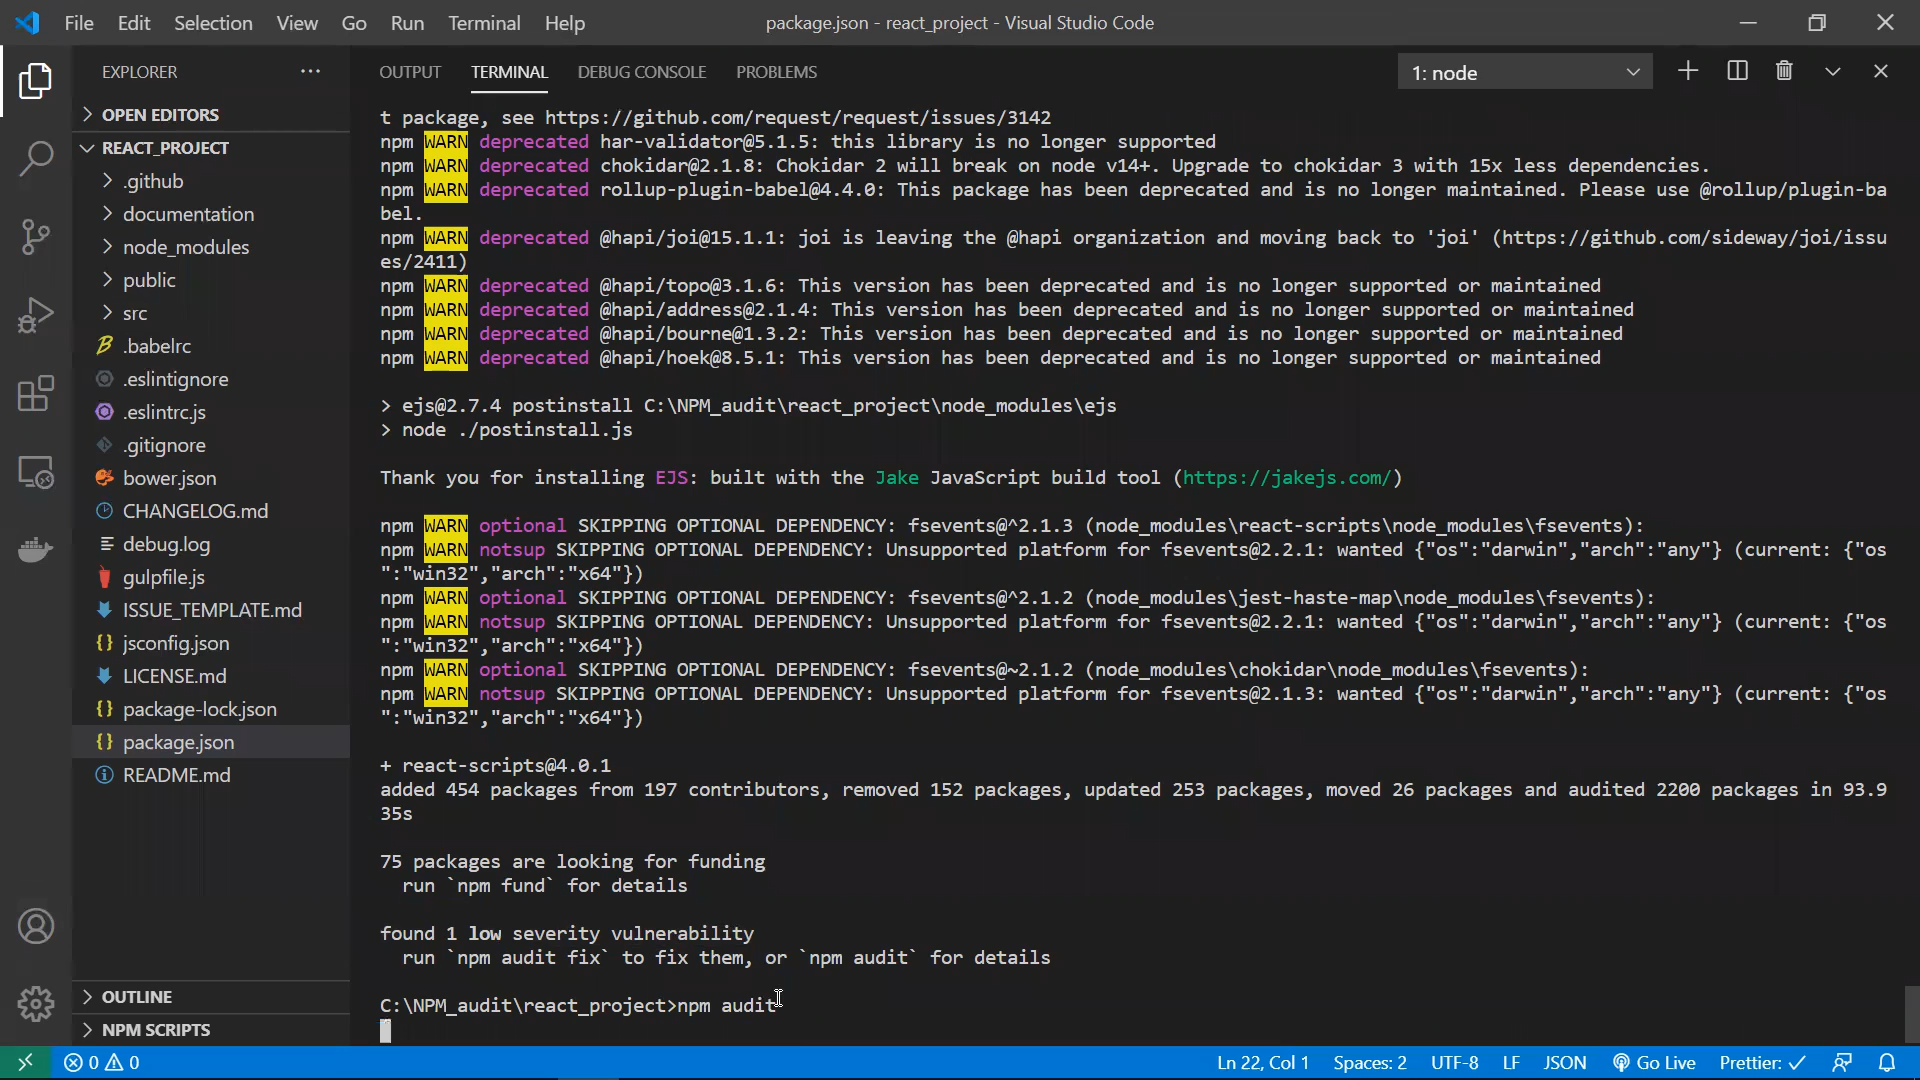 File Edit Selection View Go Run Terminal Help
package.json - react_project - Visual Studio Code
EXPLORER
OPEN EDITORS
REACT_PROJECT
.github
documentation
node_modules
public
src
.babelrc
.eslintignore
.eslintrc.js
.gitignore
bower.json
CHANGELOG.md
debug.log
gulpfile.js
ISSUE_TEMPLATE.md
jsconfig.json
LICENSE.md
package-lock.json
package.json
README.md
OUTLINE
NPM SCRIPTS
OUTPUT TERMINAL DEBUG CONSOLE PROBLEMS
1: node
t package, see https://github.com/request/request/issues/3142
npm WARN deprecated har-validator@5.1.5: this library is no longer supported
npm WARN deprecated chokidar@2.1.8: Chokidar 2 will break on node v14+. Upgrade to chokidar 3 with 15x less dependencies.
npm WARN deprecated rollup-plugin-babel@4.4.0: This package has been deprecated and is no longer maintained. Please use @rollup/plugin-ba
bel.
npm WARN deprecated @hapi/joi@15.1.1: joi is leaving the @hapi organization and moving back to 'joi' (https://github.com/sideway/joi/issu
es/2411)
npm WARN deprecated @hapi/topo@3.1.6: This version has been deprecated and is no longer supported or maintained
npm WARN deprecated @hapi/address@2.1.4: This version has been deprecated and is no longer supported or maintained
npm WARN deprecated @hapi/bourne@1.3.2: This version has been deprecated and is no longer supported or maintained
npm WARN deprecated @hapi/hoek@8.5.1: This version has been deprecated and is no longer supported or maintained
> ejs@2.7.4 postinstall C:\NPM_audit\react_project\node_modules\ejs
> node ./postinstall.js
Thank you for installing EJS: built with the Jake JavaScript build tool (https://jakejs.com/)
npm WARN optional SKIPPING OPTIONAL DEPENDENCY: fsevents@^2.1.3 (node_modules\react-scripts\node_modules\fsevents):
npm WARN notsup SKIPPING OPTIONAL DEPENDENCY: Unsupported platform for fsevents@2.2.1: wanted {"os":"darwin","arch":"any"} (current: {"os
":"win32","arch":"x64"})
npm WARN optional SKIPPING OPTIONAL DEPENDENCY: fsevents@^2.1.2 (node_modules\jest-haste-map\node_modules\fsevents):
npm WARN notsup SKIPPING OPTIONAL DEPENDENCY: Unsupported platform for fsevents@2.2.1: wanted {"os":"darwin","arch":"any"} (current: {"os
":"win32","arch":"x64"})
npm WARN optional SKIPPING OPTIONAL DEPENDENCY: fsevents@~2.1.2 (node_modules\chokidar\node_modules\fsevents):
npm WARN notsup SKIPPING OPTIONAL DEPENDENCY: Unsupported platform for fsevents@2.1.3: wanted {"os":"darwin","arch":"any"} (current: {"os
":"win32","arch":"x64"})
+ react-scripts@4.0.1
added 454 packages from 197 contributors, removed 152 packages, updated 253 packages, moved 26 packages and audited 2200 packages in 93.9
35s
75 packages are looking for funding
run `npm fund` for details
found 1 low severity vulnerability
run `npm audit fix` to fix them, or `npm audit` for details
C:\NPM_audit\react_project>npm audit
0 0
Ln 22, Col 1 Spaces: 2 UTF-8 LF JSON Go Live Prettier: ✓